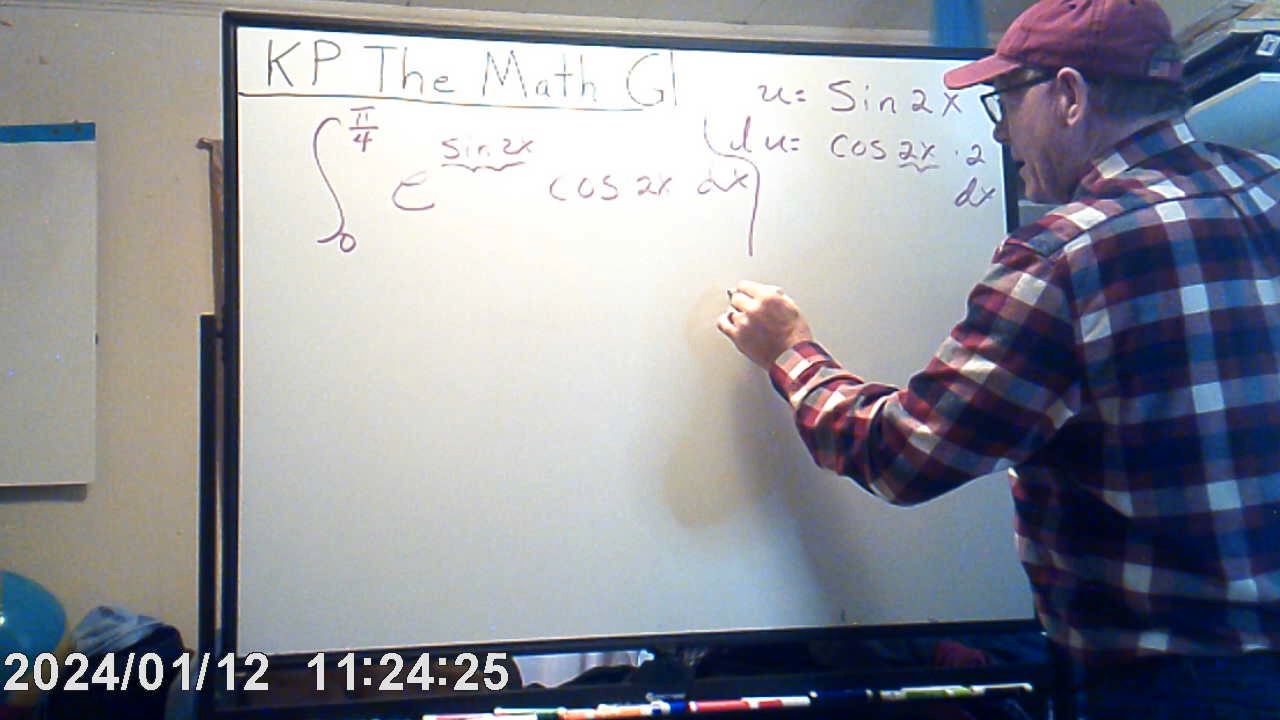 KP The Math G
u= Sin 2x
du= cos 2x · 2 dx
∫₀^(π/4) e^(sin 2x) cos 2x dx
2024/01/12 11:24:25